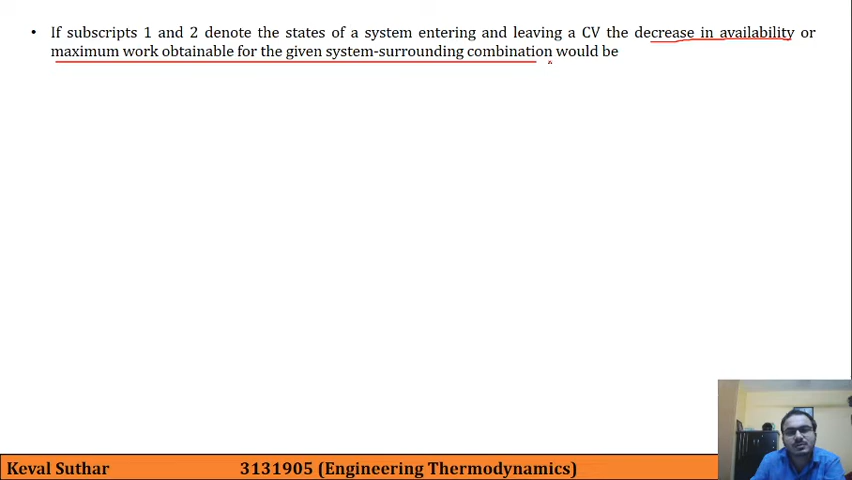 • If subscripts 1 and 2 denote the states of a system entering and leaving a CV the decrease in availability or
maximum work obtainable for the given system-surrounding combination would be
Keval Suthar 3131905 (Engineering Thermodynamics)